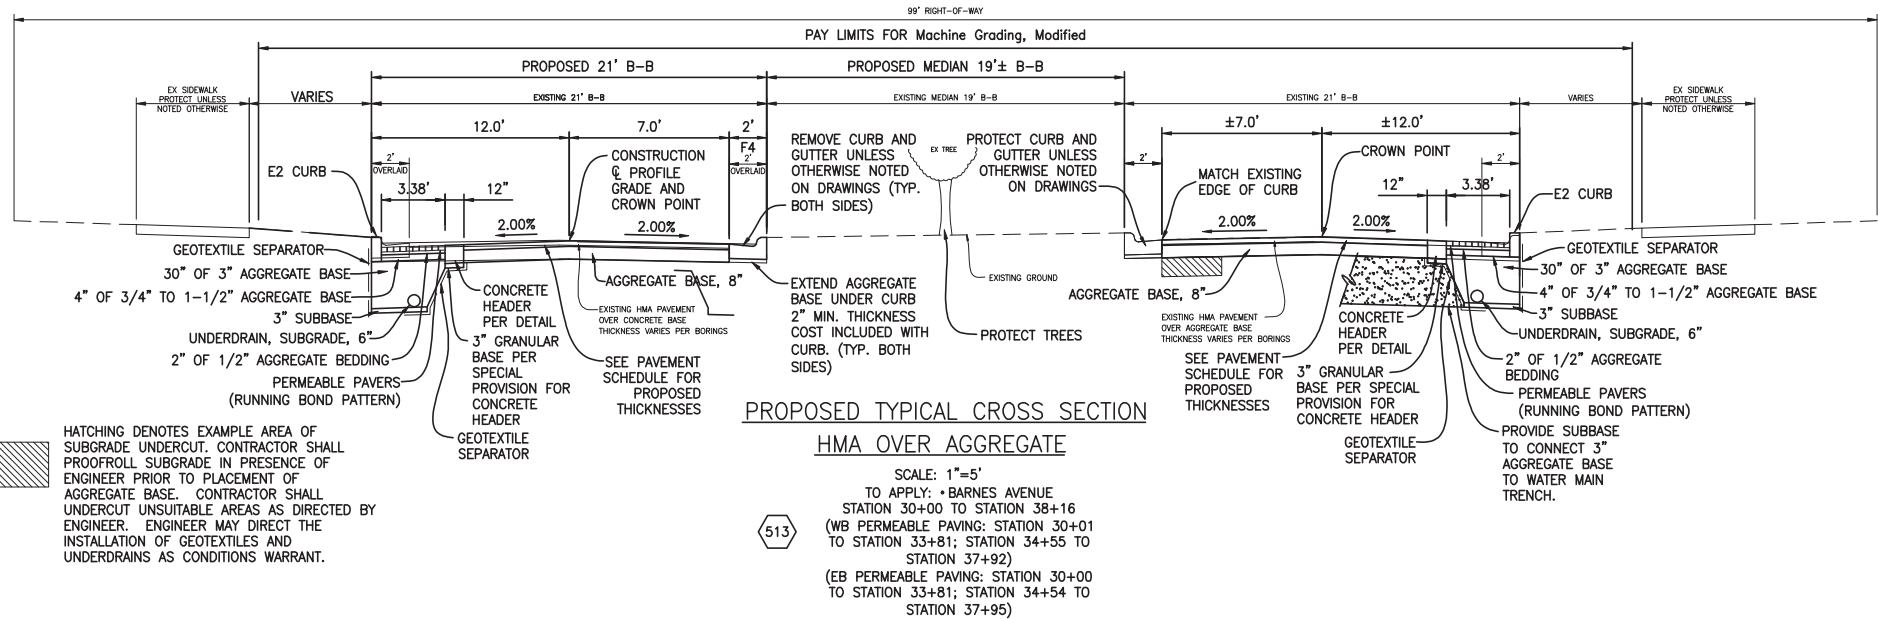 99' RIGHT-OF-WAY
PAY LIMITS FOR Machine Grading, Modified
PROPOSED 21' B-B
PROPOSED MEDIAN 19'± B-B
EX SIDEWALK
PROTECT UNLESS
NOTED OTHERWISE
VARIES
EXISTING 21' B-B
EXISTING MEDIAN 19' B-B
EXISTING 21' B-B
VARIES
EX SIDEWALK
PROTECT UNLESS
NOTED OTHERWISE
12.0'
7.0'
2'
F4
2'
OVERLAID
2'
OVERLAID
E2 CURB
3.38'
12"
CONSTRUCTION
℄ PROFILE
GRADE AND
CROWN POINT
2.00%
2.00%
REMOVE CURB AND
GUTTER UNLESS
OTHERWISE NOTED
ON DRAWINGS (TYP.
BOTH SIDES)
EX TREE
PROTECT CURB AND
GUTTER UNLESS
OTHERWISE NOTED
ON DRAWINGS
2'
±7.0'
±12.0'
2'
MATCH EXISTING
EDGE OF CURB
CROWN POINT
12"
3.38'
E2 CURB
2.00%
2.00%
GEOTEXTILE SEPARATOR
30" OF 3" AGGREGATE BASE
4" OF 3/4" TO 1-1/2" AGGREGATE BASE
3" SUBBASE
UNDERDRAIN, SUBGRADE, 6"
2" OF 1/2" AGGREGATE BEDDING
PERMEABLE PAVERS
(RUNNING BOND PATTERN)
CONCRETE
HEADER
PER DETAIL
3" GRANULAR
BASE PER
SPECIAL
PROVISION FOR
CONCRETE
HEADER
GEOTEXTILE
SEPARATOR
AGGREGATE BASE, 8"
EXISTING HMA PAVEMENT
OVER CONCRETE BASE
THICKNESS VARIES PER BORINGS
SEE PAVEMENT
SCHEDULE FOR
PROPOSED
THICKNESSES
EXTEND AGGREGATE
BASE UNDER CURB
2" MIN. THICKNESS
COST INCLUDED WITH
CURB. (TYP. BOTH
SIDES)
EXISTING GROUND
PROTECT TREES
AGGREGATE BASE, 8"
EXISTING HMA PAVEMENT
OVER AGGREGATE BASE
THICKNESS VARIES PER BORINGS
SEE PAVEMENT
SCHEDULE FOR
PROPOSED
THICKNESSES
CONCRETE
HEADER
PER DETAIL
3" GRANULAR
BASE PER SPECIAL
PROVISION FOR
CONCRETE HEADER
GEOTEXTILE
SEPARATOR
GEOTEXTILE SEPARATOR
30" OF 3" AGGREGATE BASE
4" OF 3/4" TO 1-1/2" AGGREGATE BASE
3" SUBBASE
UNDERDRAIN, SUBGRADE, 6"
2" OF 1/2" AGGREGATE
BEDDING
PERMEABLE PAVERS
(RUNNING BOND PATTERN)
PROVIDE SUBBASE
TO CONNECT 3"
AGGREGATE BASE
TO WATER MAIN
TRENCH.
HATCHING DENOTES EXAMPLE AREA OF
SUBGRADE UNDERCUT. CONTRACTOR SHALL
PROOFROLL SUBGRADE IN PRESENCE OF
ENGINEER PRIOR TO PLACEMENT OF
AGGREGATE BASE. CONTRACTOR SHALL
UNDERCUT UNSUITABLE AREAS AS DIRECTED BY
ENGINEER. ENGINEER MAY DIRECT THE
INSTALLATION OF GEOTEXTILES AND
UNDERDRAINS AS CONDITIONS WARRANT.
PROPOSED TYPICAL CROSS SECTION
HMA OVER AGGREGATE
SCALE: 1"=5'
TO APPLY: • BARNES AVENUE
STATION 30+00 TO STATION 38+16
513
(WB PERMEABLE PAVING: STATION 30+01
TO STATION 33+81; STATION 34+55 TO
STATION 37+92)
(EB PERMEABLE PAVING: STATION 30+00
TO STATION 33+81; STATION 34+54 TO
STATION 37+95)